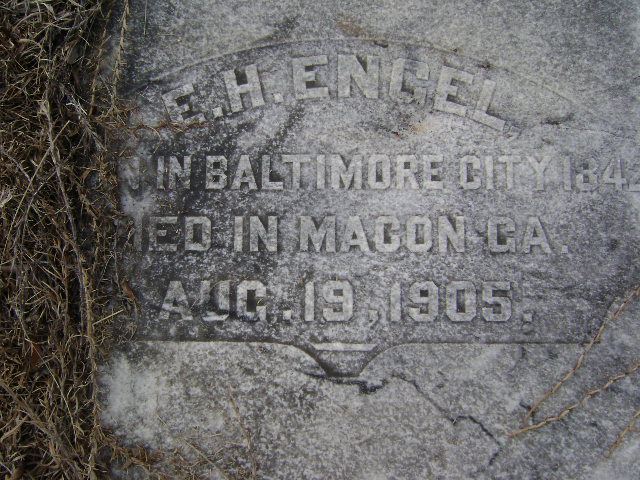 E. H. ENGEL
N IN BALTIMORE CITY 184
IED IN MACON GA.
AUG. 19, 1905.